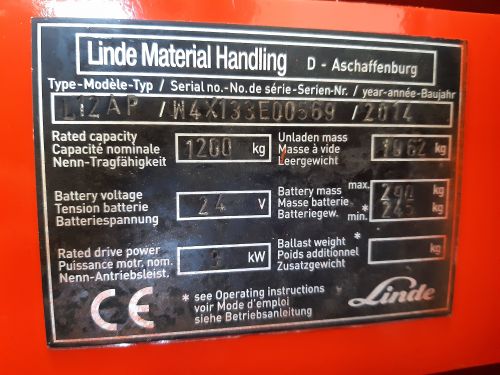 Linde Material Handling D - Aschaffenburg
Type-Modèle-Typ / Serial no.-No. de série-Serien-Nr. / year-année-Baujahr
L12AP / W4X133E00569 / 2014
Rated capacity
Capacité nominale
Nenn-Tragfähigkeit
1200 kg
Unladen mass
Masse à vide
Leergewicht
kg
Battery voltage
Tension batterie
Batteriespannung
24 V
Battery mass max. 290 kg
Masse batterie
Batteriegew. * min. 245 kg
Rated drive power
Puissance motr. nom.
Nenn-Antriebsleist.
kW
Ballast weight *
Poids additionnel
Zusatzgewicht
kg
CE
* see Operating instructions
voir Mode d'emploi
siehe Betriebsanleitung
Linde